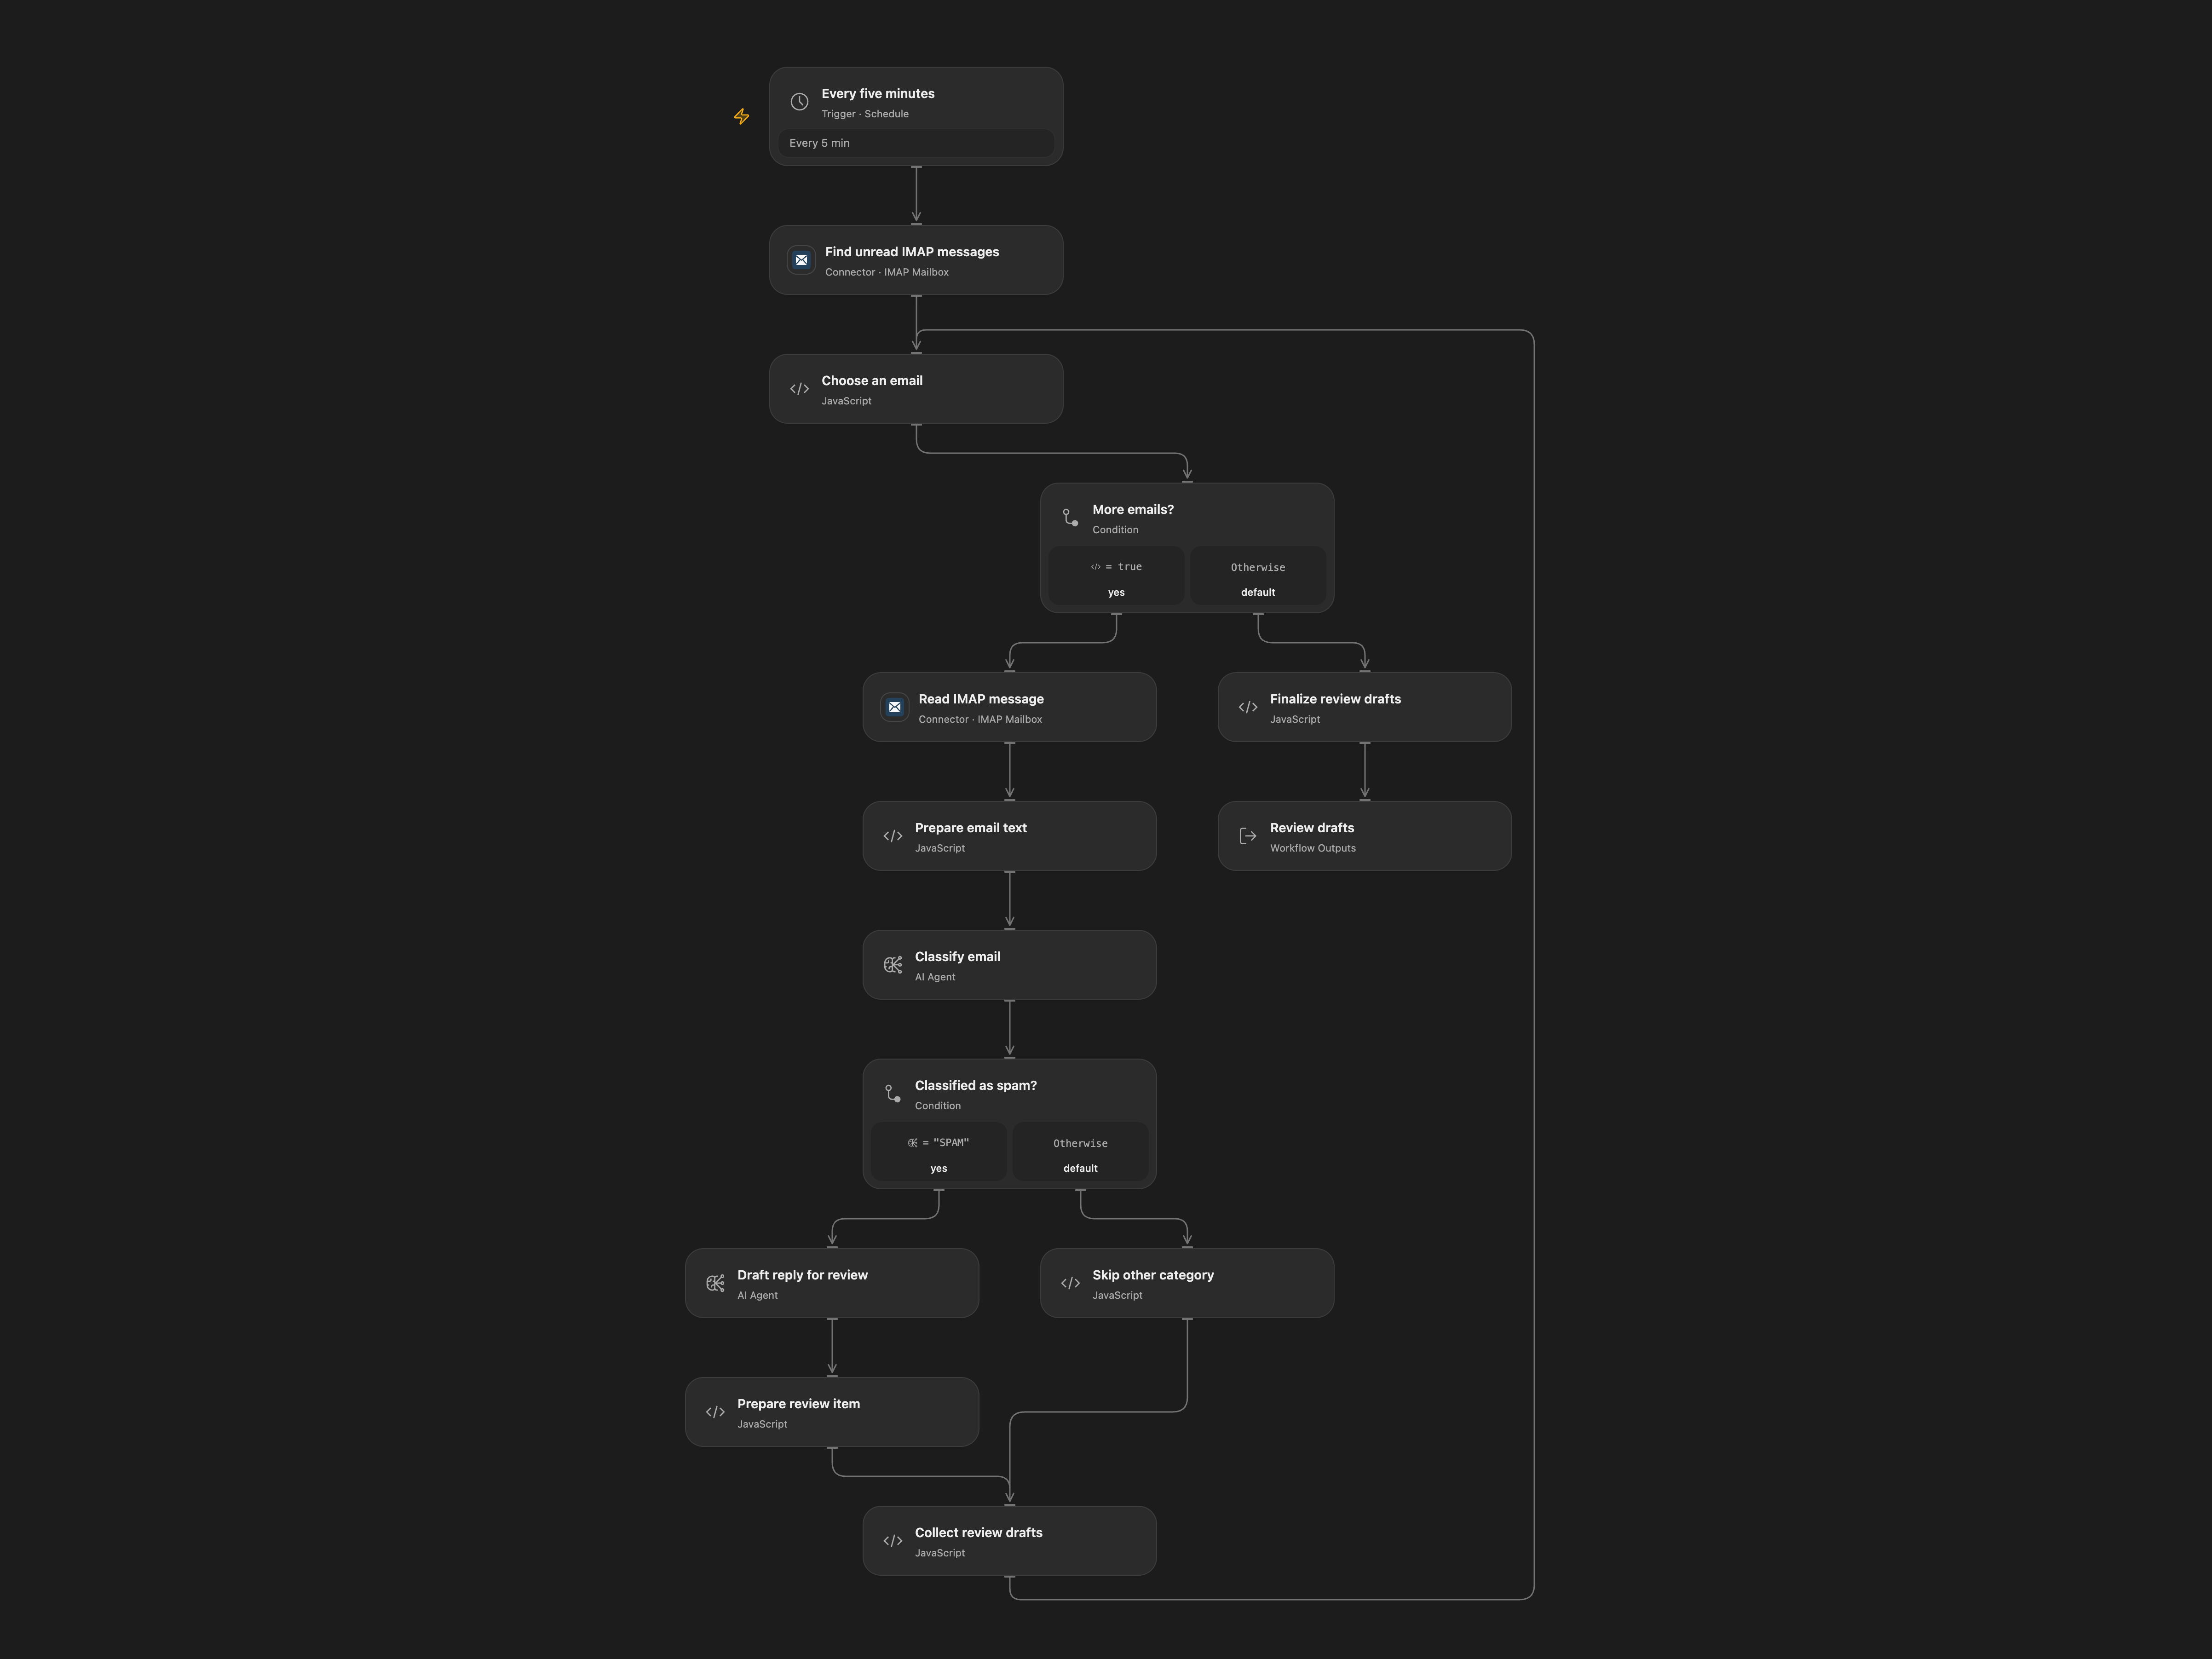 Every five minutes
Trigger · Schedule
Every 5 min
Find unread IMAP messages
Connector · IMAP Mailbox
Choose an email
JavaScript
More emails?
Condition
</> = true
yes
Otherwise
default
Read IMAP message
Connector · IMAP Mailbox
Finalize review drafts
JavaScript
Prepare email text
JavaScript
Review drafts
Workflow Outputs
Classify email
AI Agent
Classified as spam?
Condition
= "SPAM"
yes
Otherwise
default
Draft reply for review
AI Agent
Skip other category
JavaScript
Prepare review item
JavaScript
Collect review drafts
JavaScript